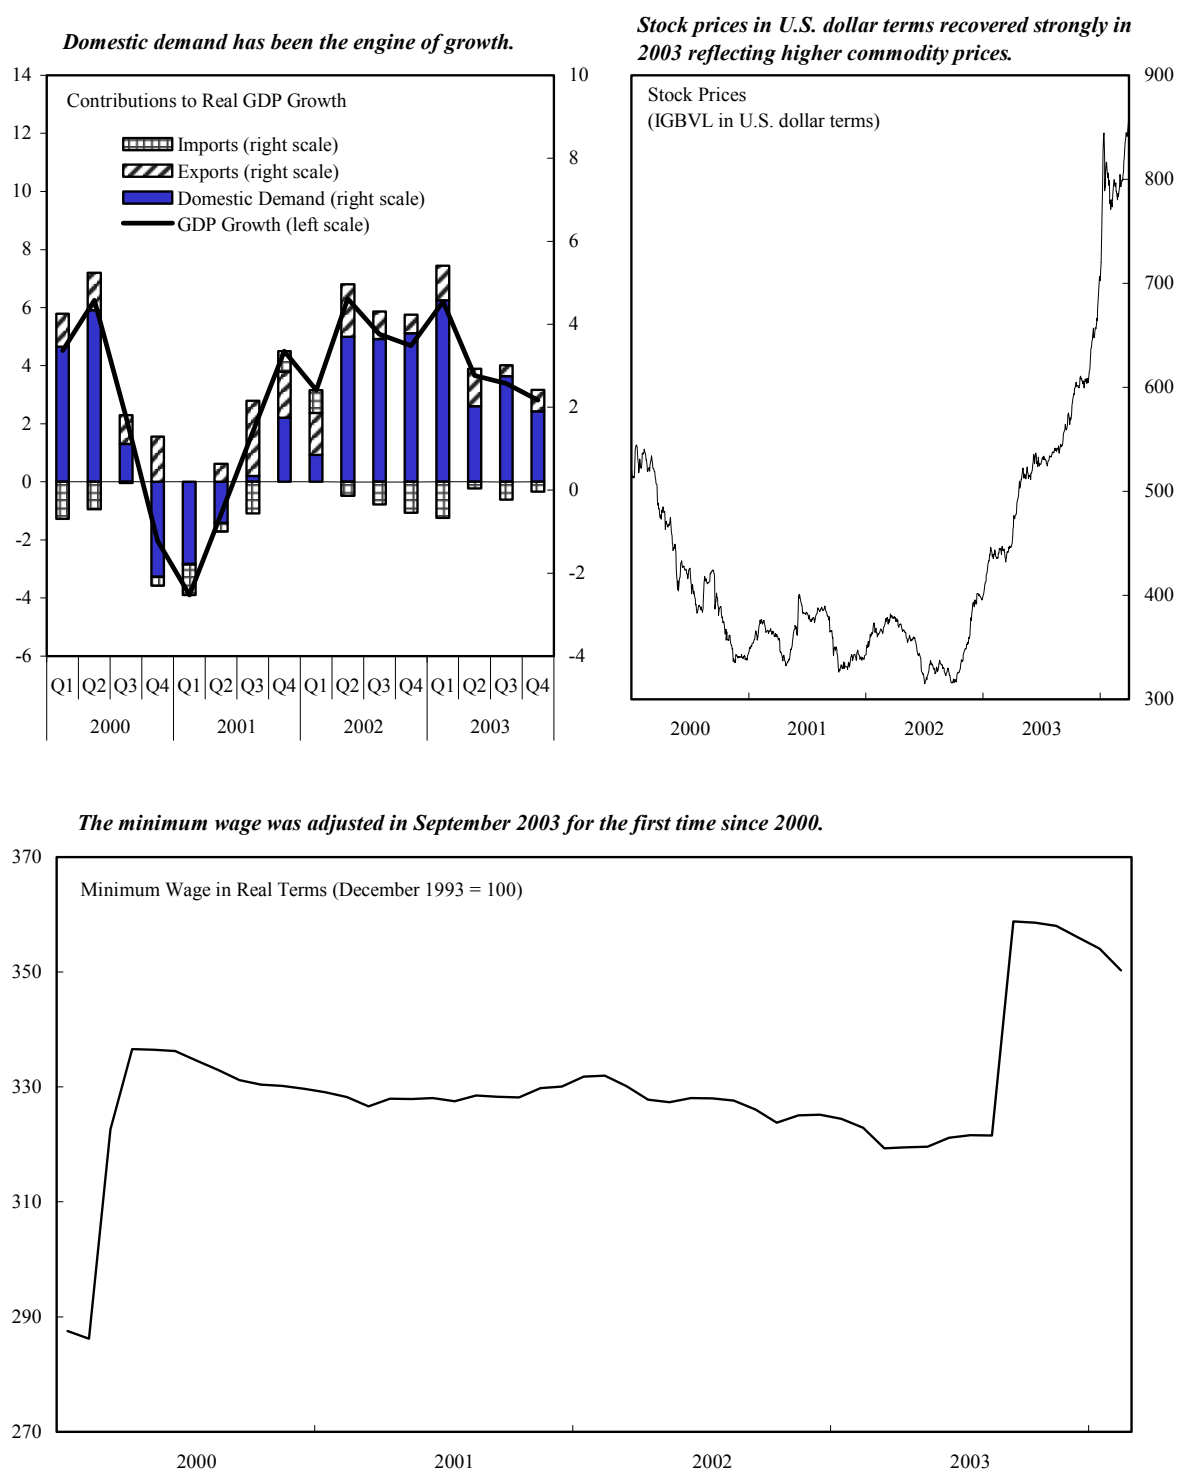 Domestic demand has been the engine of growth.
14
12
10
8
6
4
2
0
-2
-4
-6
10
8
6
4
2
0
-2
-4
Contributions to Real GDP Growth
Imports (right scale)
Exports (right scale)
Domestic Demand (right scale)
GDP Growth (left scale)
Q1 Q2 Q3 Q4 Q1 Q2 Q3 Q4 Q1 Q2 Q3 Q4 Q1 Q2 Q3 Q4
2000 2001 2002 2003
Stock prices in U.S. dollar terms recovered strongly in
2003 reflecting higher commodity prices.
Stock Prices
(IGBVL in U.S. dollar terms)
900
800
700
600
500
400
300
2000 2001 2002 2003
The minimum wage was adjusted in September 2003 for the first time since 2000.
Minimum Wage in Real Terms (December 1993 = 100)
370
350
330
310
290
270
2000 2001 2002 2003